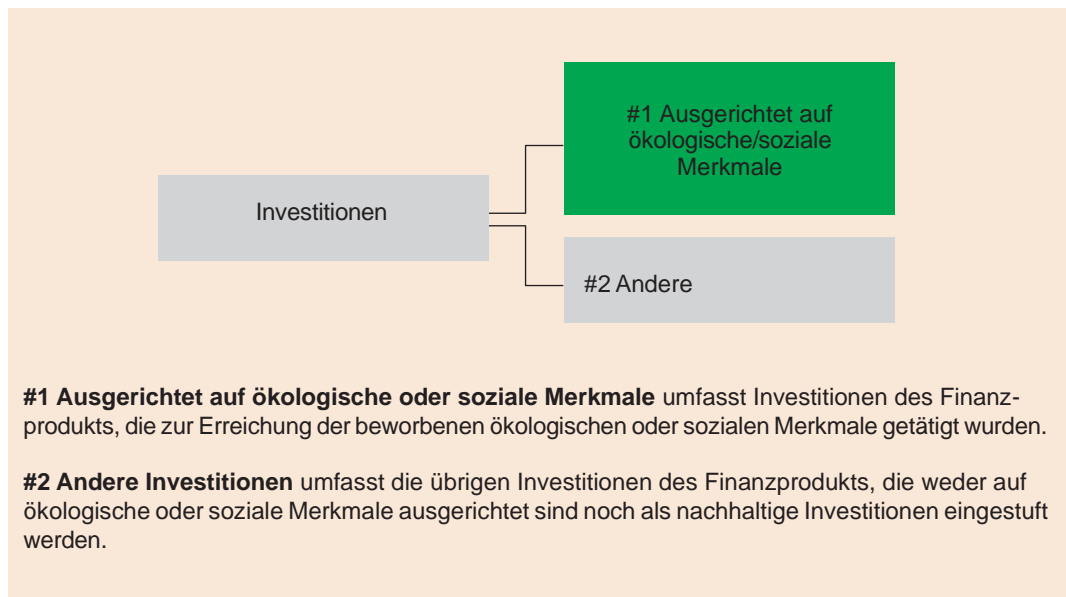 #1 Ausgerichtet auf
ökologische/soziale
Merkmale
Investitionen
#2 Andere
#1 Ausgerichtet auf ökologische oder soziale Merkmale umfasst Investitionen des Finanz-
produkts, die zur Erreichung der beworbenen ökologischen oder sozialen Merkmale getätigt wurden.
#2 Andere Investitionen umfasst die übrigen Investitionen des Finanzprodukts, die weder auf
ökologische oder soziale Merkmale ausgerichtet sind noch als nachhaltige Investitionen eingestuft
werden.